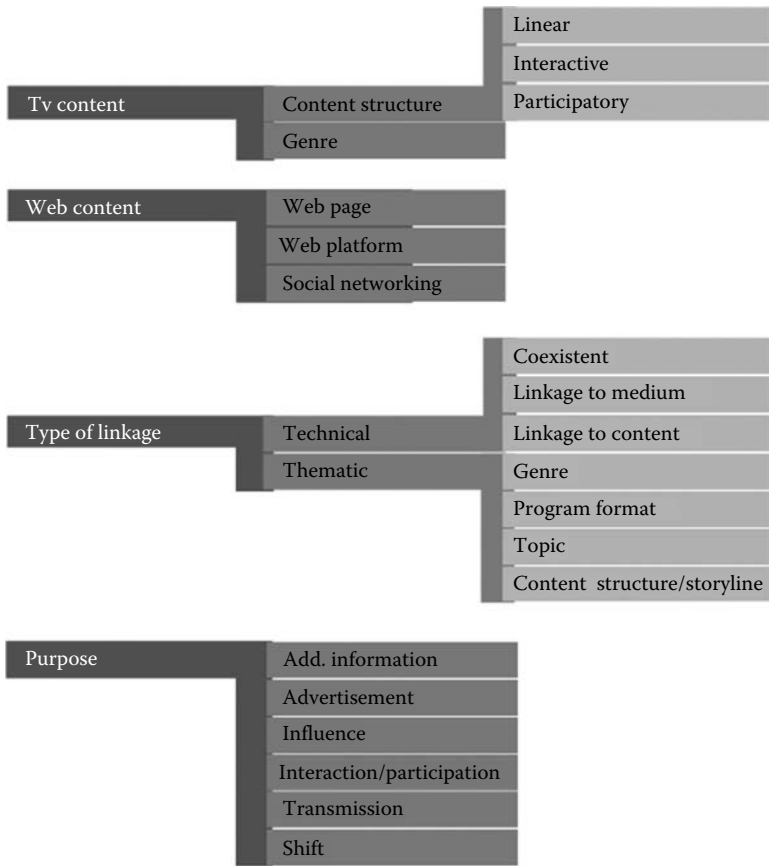 Linear
Interactive
Tv content
Content structure
Participatory
Genre
Web content
Web page
Web platform
Social networking
Coexistent
Linkage to medium
Type of linkage
Technical
Linkage to content
Thematic
Genre
Program format
Topic
Content structure/storyline
Purpose
Add. information
Advertisement
Influence
Interaction/participation
Transmission
Shift